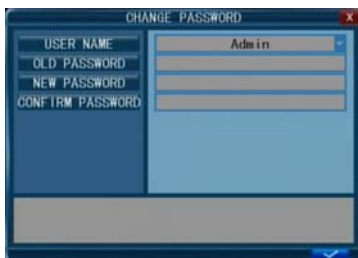 CHANGE PASSWORD X
USER NAME Admin
OLD PASSWORD
NEW PASSWORD
CONFIRM PASSWORD